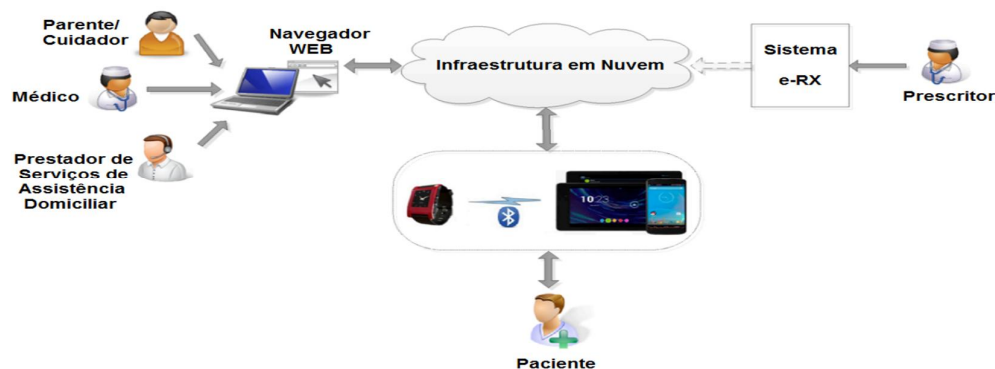 Parente/
Cuidador
Navegador
WEB
Infraestrutura em Nuvem
Sistema
e-RX
Médico
Prescritor
Prestador de
Serviços de
Assistência
Domiciliar
10:23
Paciente